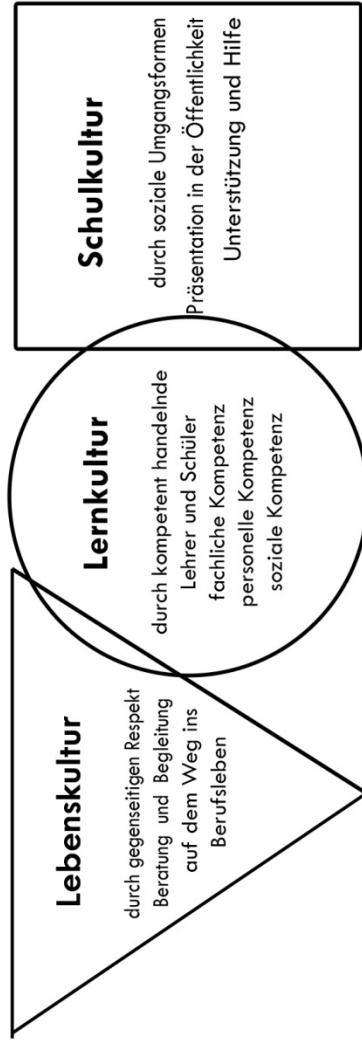 Lebenskultur
durch gegenseitigen Respekt
Beratung und Begleitung
auf dem Weg ins
Berufsleben
Lernkultur
durch kompetent handelnde
Lehrer und Schüler
fachliche Kompetenz
personelle Kompetenz
soziale Kompetenz
Schulkultur
durch soziale Umgangsformen
Präsentation in der Öffentlichkeit
Unterstützung und Hilfe